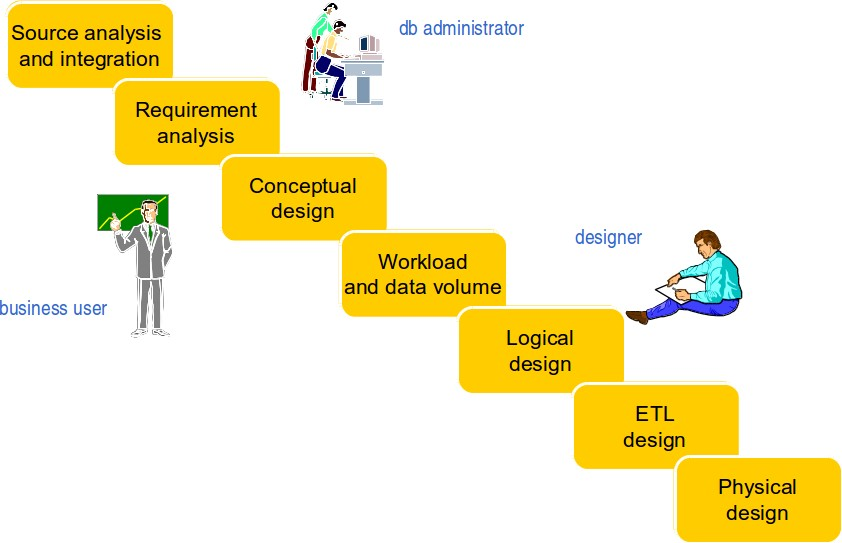 Source analysis
and integration
db administrator
Requirement
analysis
Conceptual
design
business user
Workload
and data volume
designer
Logical
design
ETL
design
Physical
design